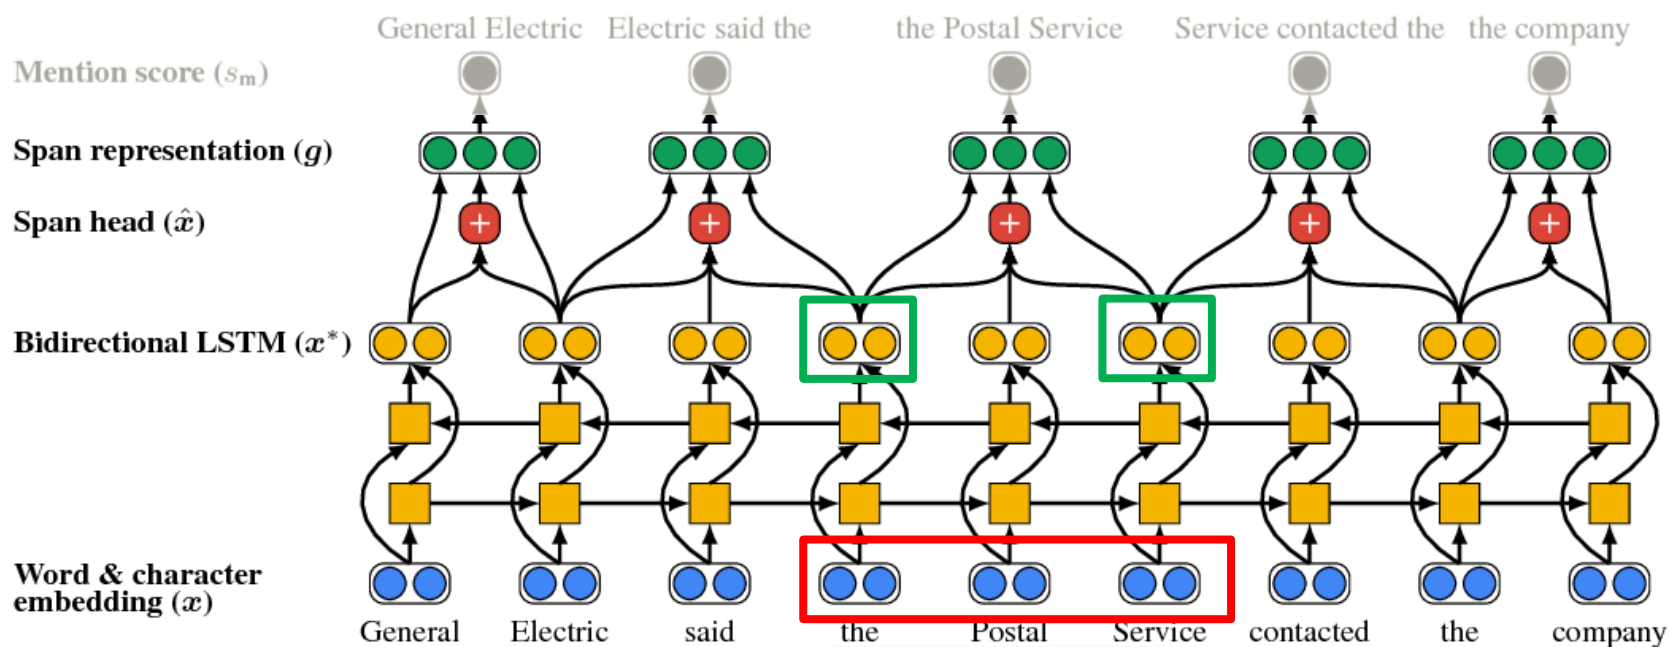 General Electric Electric said the the Postal Service Service contacted the the company
Mention score (sₘ)
Span representation (g)
+ + + + +
Span head (x̂)
Bidirectional LSTM (x*)
Word & character
embedding (x)
General Electric said the Postal Service contacted the company